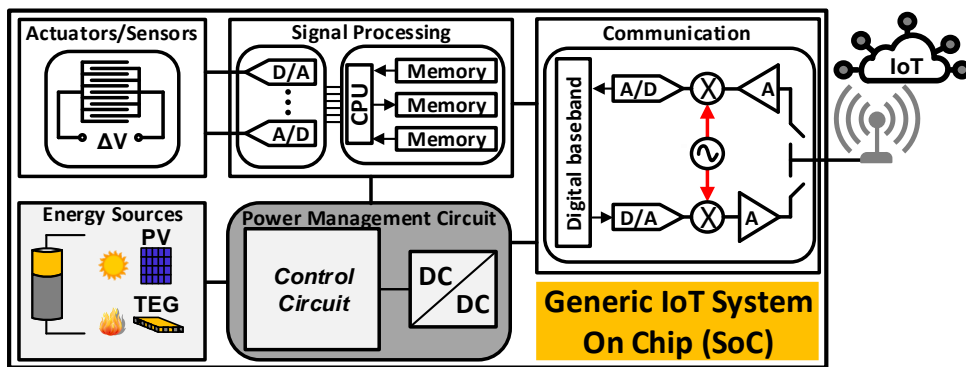 Actuators/Sensors
ΔV
Signal Processing
D/A
A/D
CPU
Memory
Memory
Memory
Communication
Digital baseband
A/D
X
A
D/A
X
A
IoT
Energy Sources
PV
TEG
Power Management Circuit
Control
Circuit
DC
DC
Generic IoT System
On Chip (SoC)